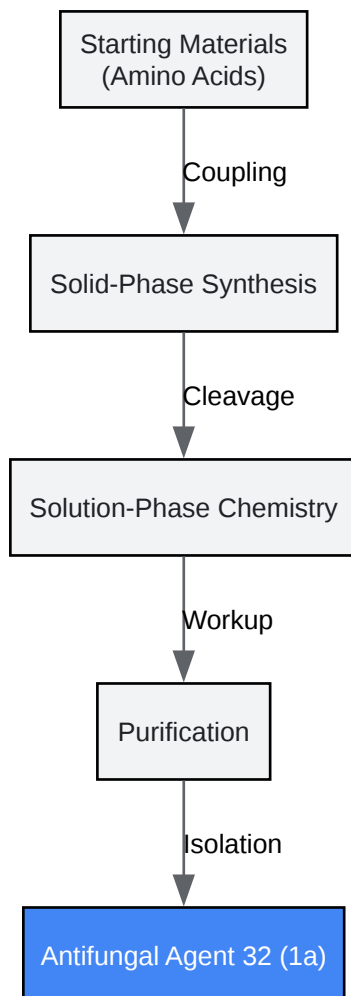 Starting Materials
(Amino Acids)
Coupling
Solid-Phase Synthesis
Cleavage
Solution-Phase Chemistry
Workup
Purification
Isolation
Antifungal Agent 32 (1a)